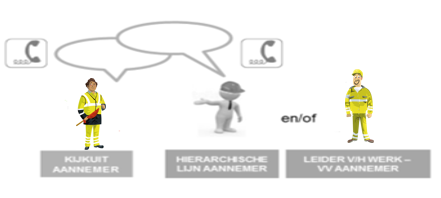 en/of
KIJKUIT
AANNEMER
HIERARCHISCHE
LIJN AANNEMER
LEIDER V/H WERK –
VV AANNEMER